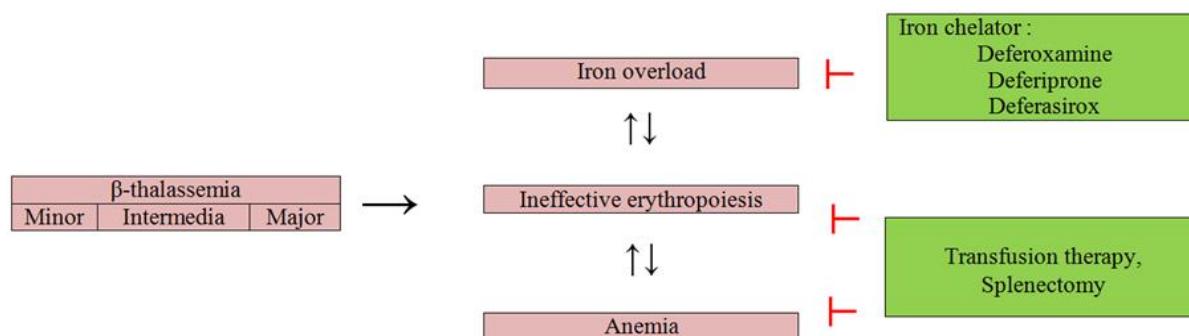 Iron chelator :
Deferoxamine
Deferiprone
Deferasirox
Iron overload
β-thalassemia
Minor Intermedia Major
Ineffective erythropoiesis
Transfusion therapy,
Splenectomy
Anemia